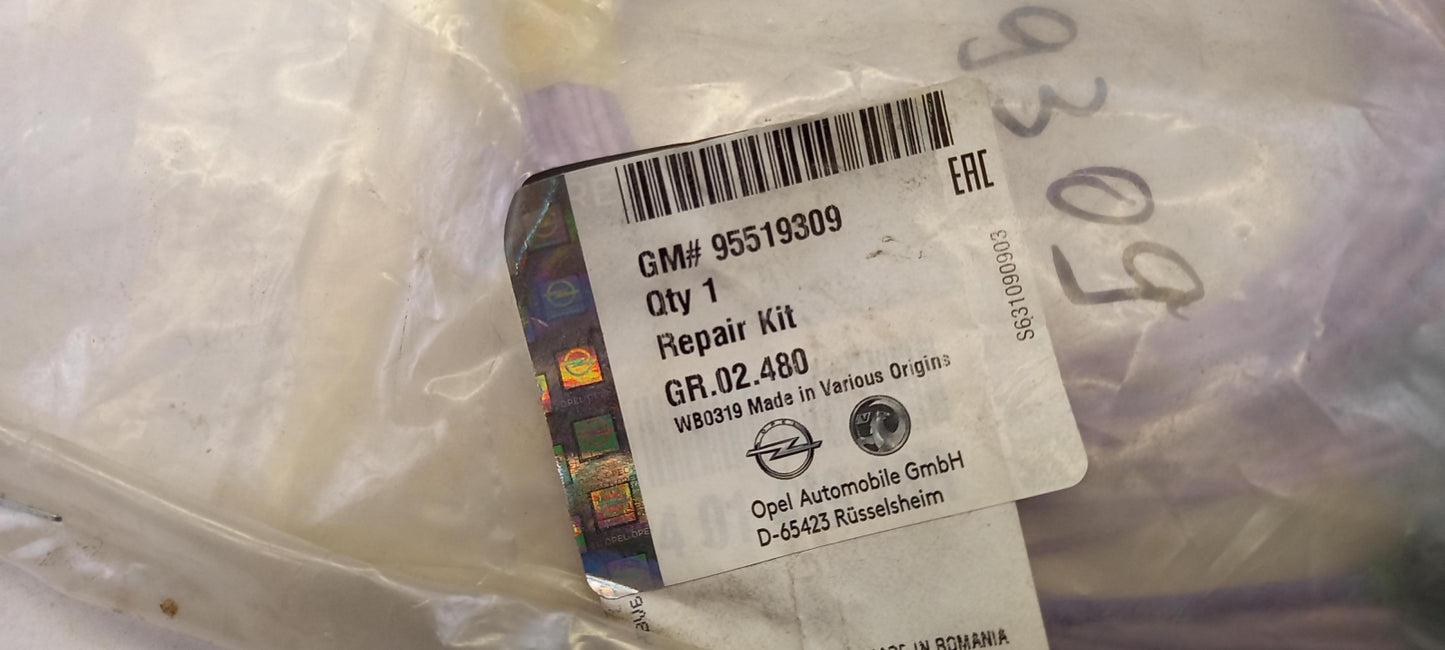 GM# 95519309
EAC
Qty 1
Repair Kit
GR.02.480
WB0319 Made in Various Origins
Opel Automobile GmbH
D-65423 Rüsselsheim
S631090903
9309
IN ROMANIA